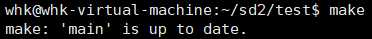 whk@whk-virtual-machine:~/sd2/test$ make
make: 'main' is up to date.